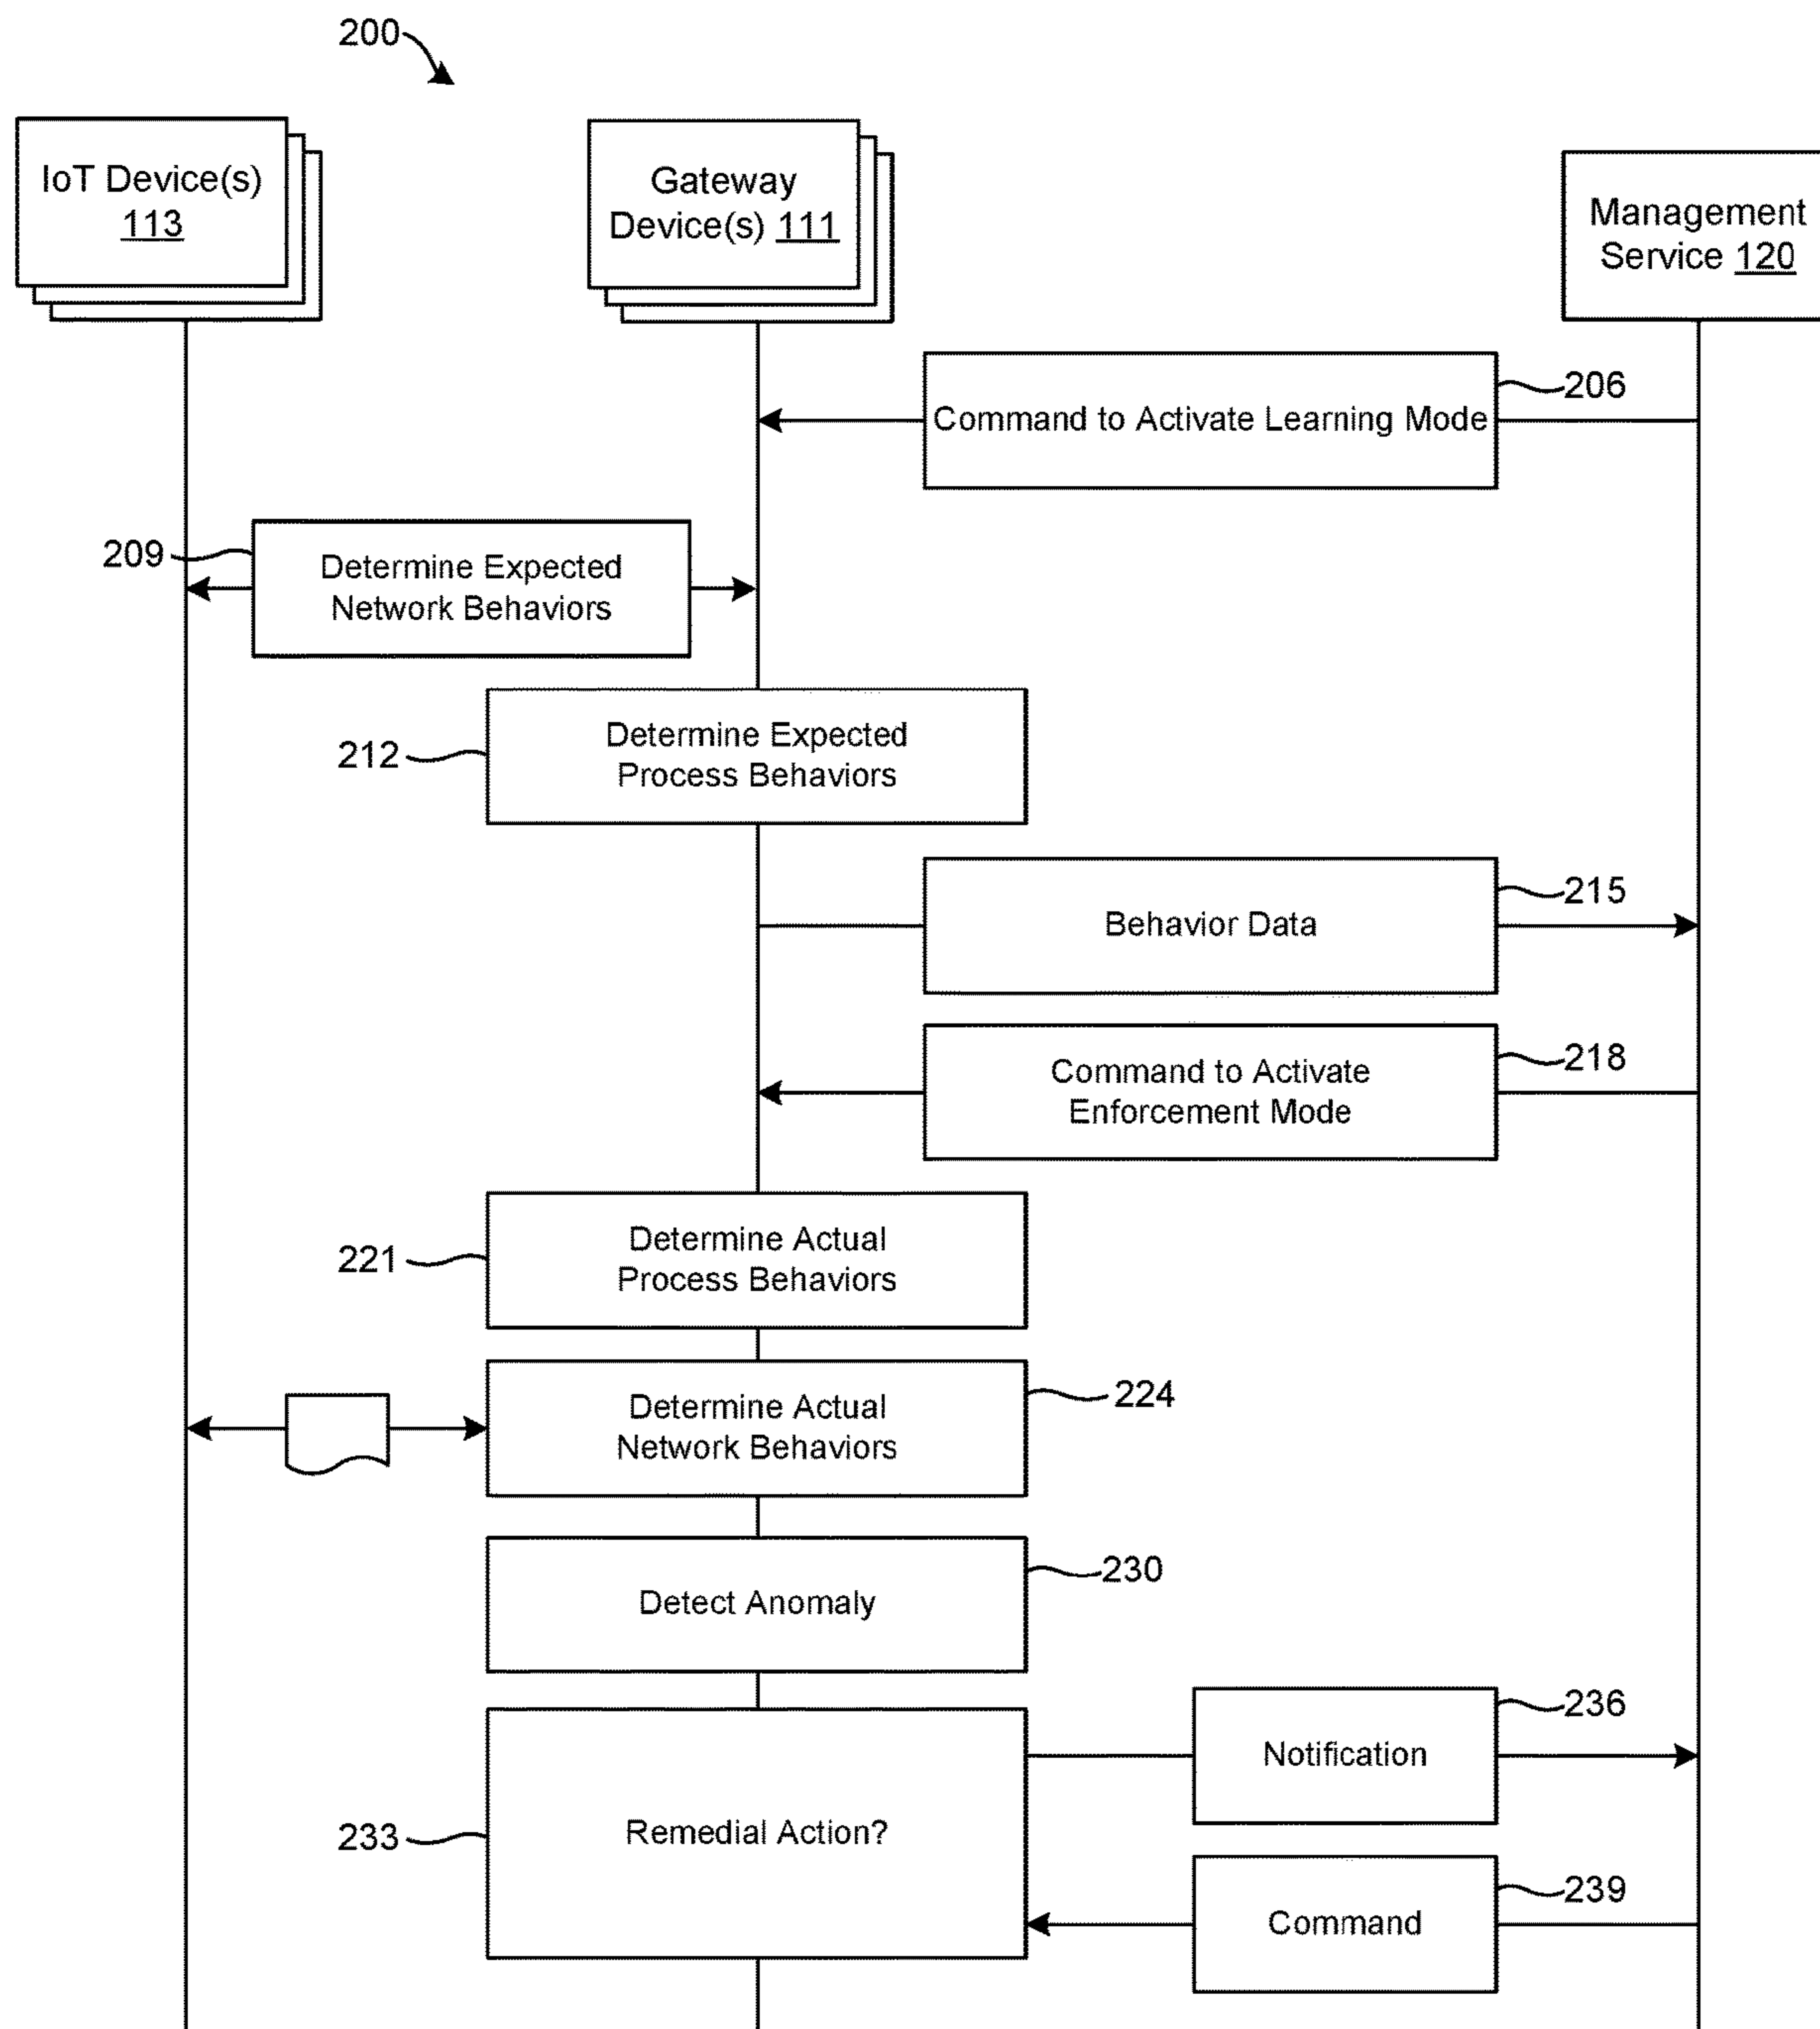 200
IoT Device(s)
113
Gateway
Device(s) 111
Management
Service 120
206
Command to Activate Learning Mode
209
Determine Expected
Network Behaviors
212
Determine Expected
Process Behaviors
215
Behavior Data
218
Command to Activate
Enforcement Mode
221
Determine Actual
Process Behaviors
224
Determine Actual
Network Behaviors
230
Detect Anomaly
236
Notification
233
Remedial Action?
239
Command